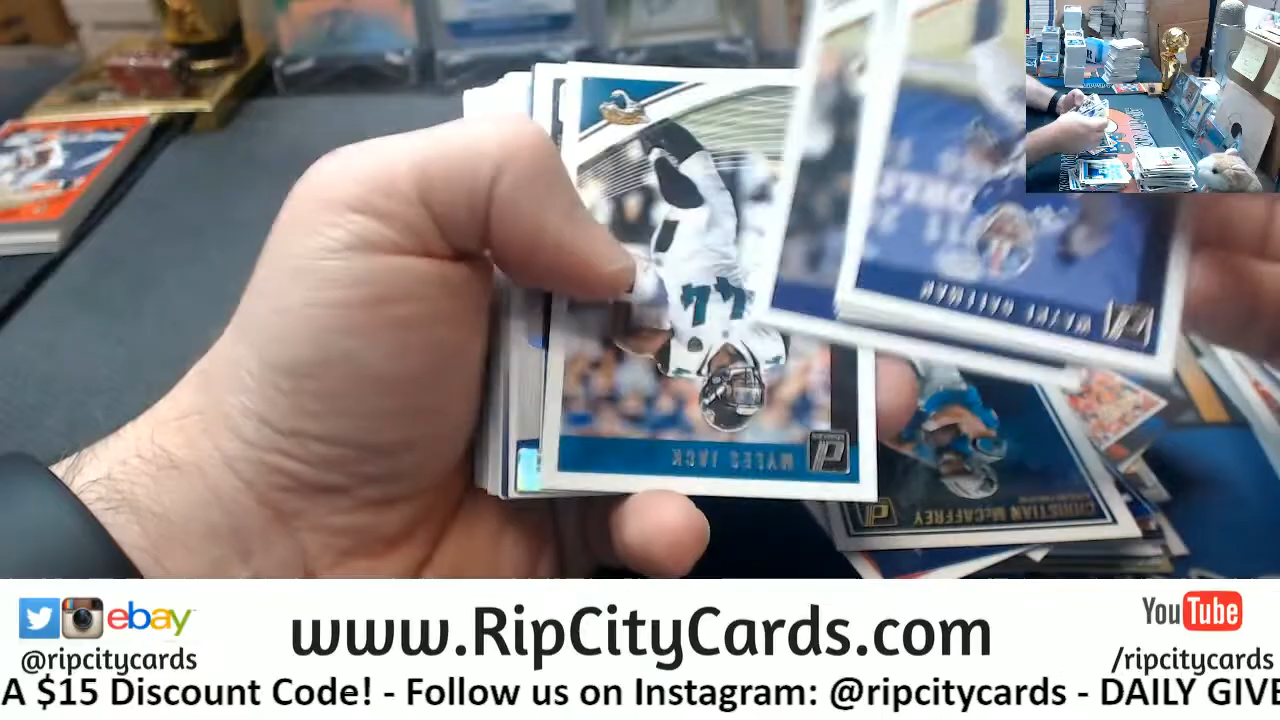 WAYNE GALLMAN
44
MYLES JACK
CHRISTIAN McCAFFREY
ebay
@ripcitycards
www.RipCityCards.com
YouTube
/ripcitycards
A $15 Discount Code! - Follow us on Instagram: @ripcitycards - DAILY GIVE